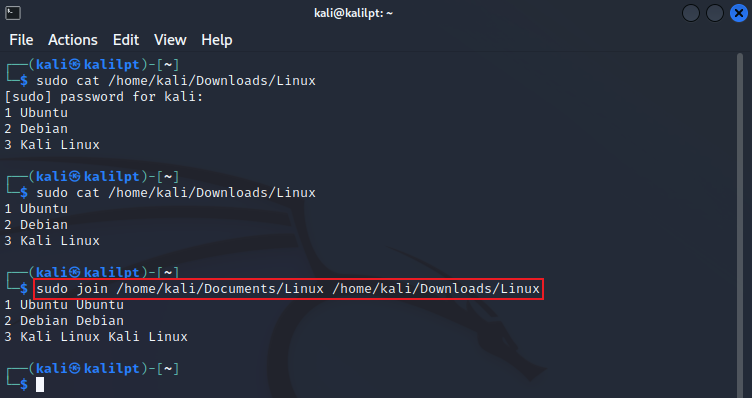 kali@kalilpt: ~
File Actions Edit View Help
┌──(kali㉿kalilpt)-[~]
└─$ sudo cat /home/kali/Downloads/Linux
[sudo] password for kali:
1 Ubuntu
2 Debian
3 Kali Linux
┌──(kali㉿kalilpt)-[~]
└─$ sudo cat /home/kali/Downloads/Linux
1 Ubuntu
2 Debian
3 Kali Linux
┌──(kali㉿kalilpt)-[~]
└─$ sudo join /home/kali/Documents/Linux /home/kali/Downloads/Linux
1 Ubuntu Ubuntu
2 Debian Debian
3 Kali Linux Kali Linux
┌──(kali㉿kalilpt)-[~]
└─$